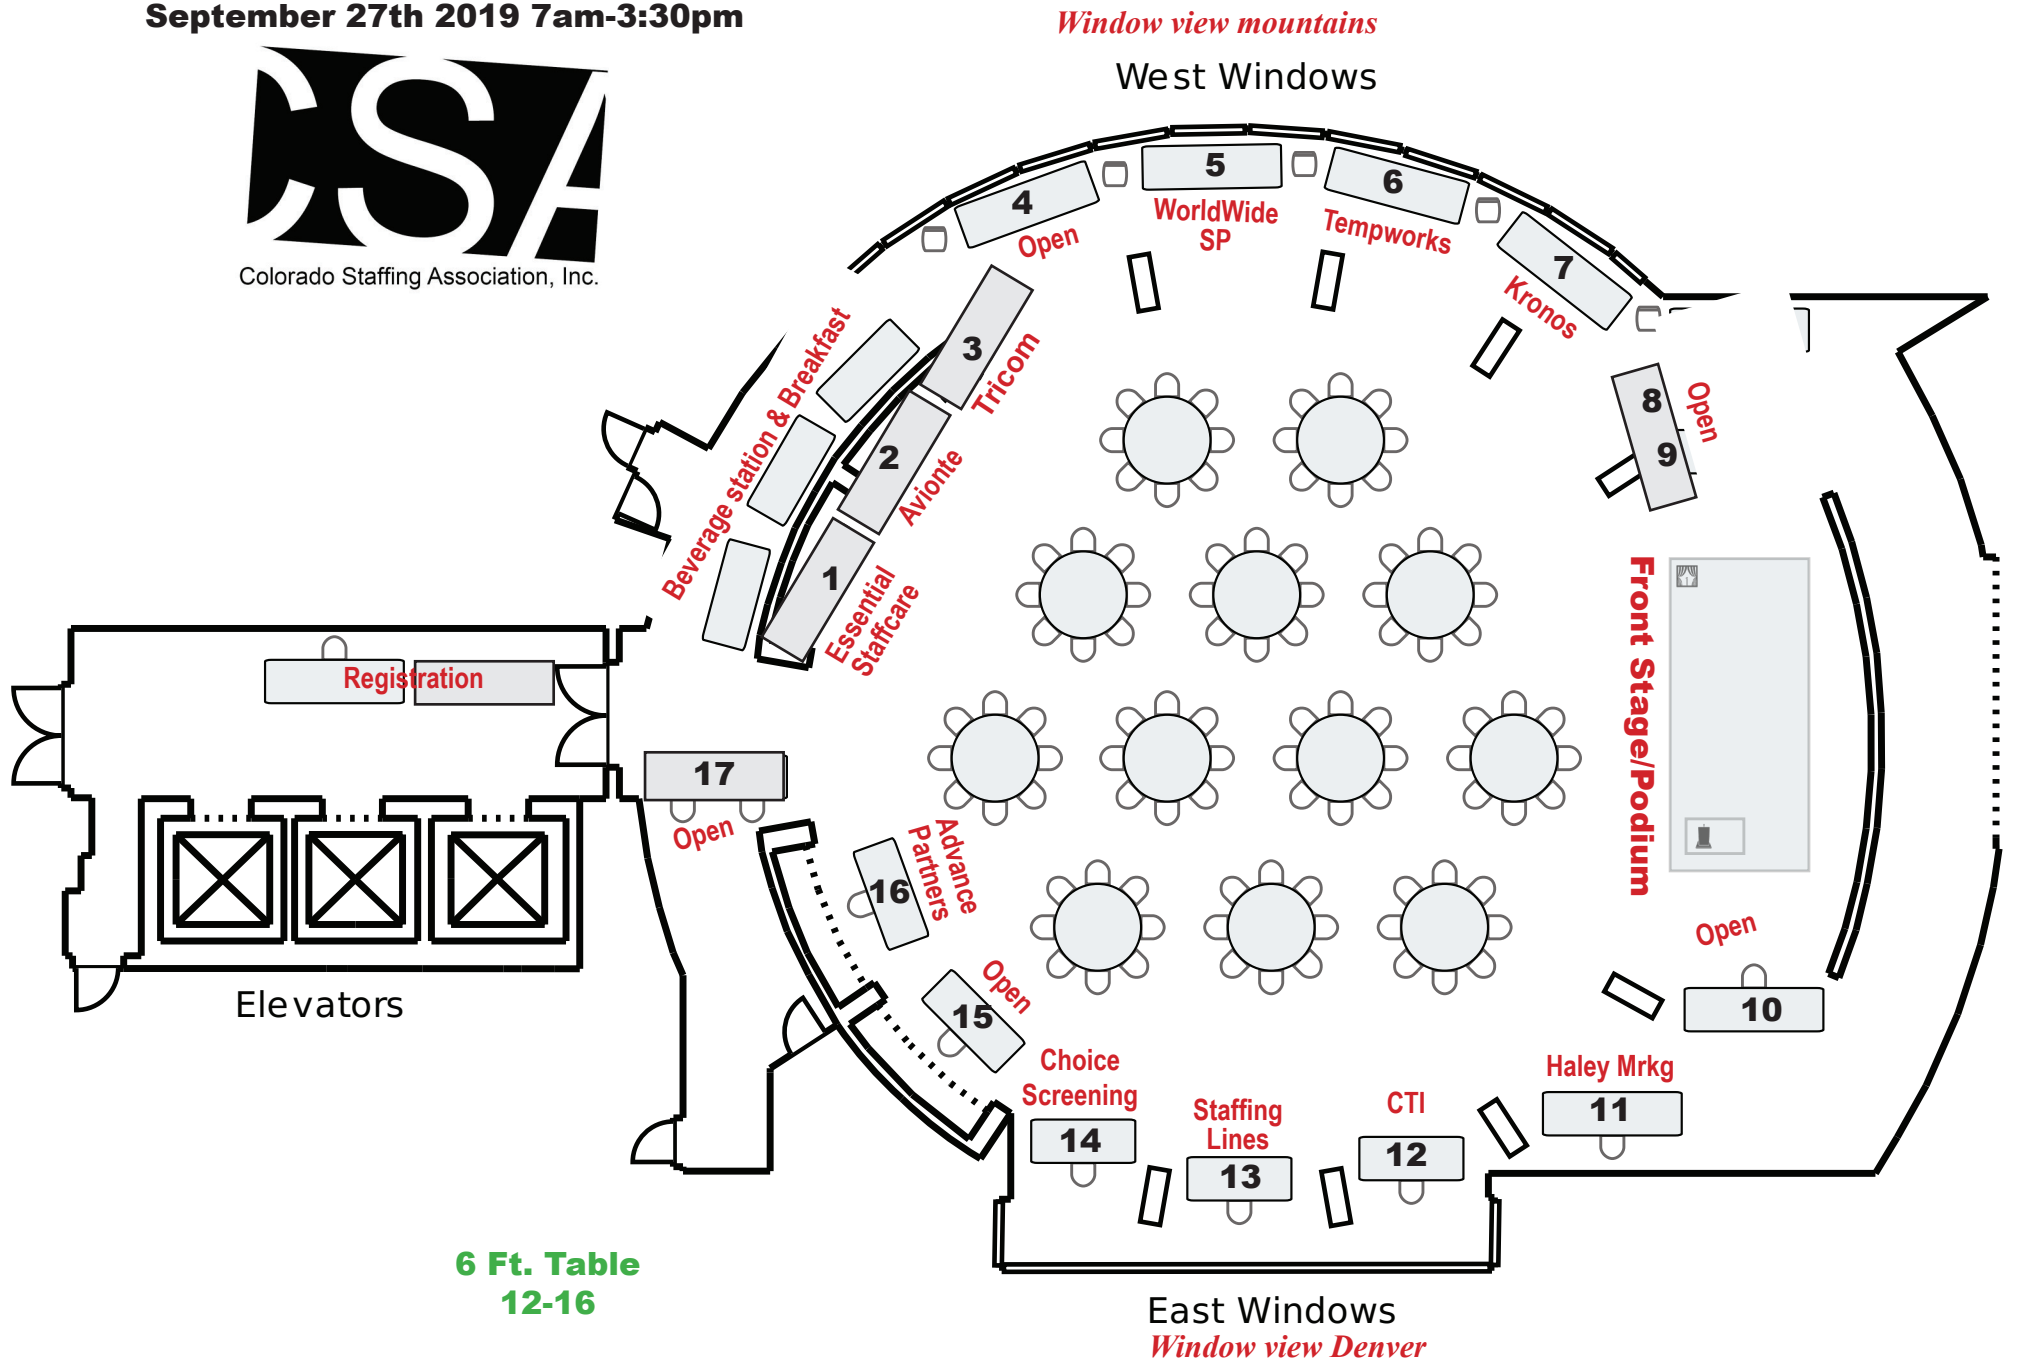 September 27th 2019 7am-3:30pm
CSA
Colorado Staffing Association, Inc.
Window view mountains
West Windows
4
Open
5
WorldWide
SP
6
Tempworks
7
Kronos
3
Tricom
2
Avionte
1
Essential
Staffcare
Beverage station & Breakfast
8
9
Open
Front Stage/Podium
Registration
17
Open
16
Advance
Partners
15
Open
Elevators
Open
10
Haley Mrkg
11
CTI
12
Staffing
Lines
13
Choice
Screening
14
6 Ft. Table
12-16
East Windows
Window view Denver